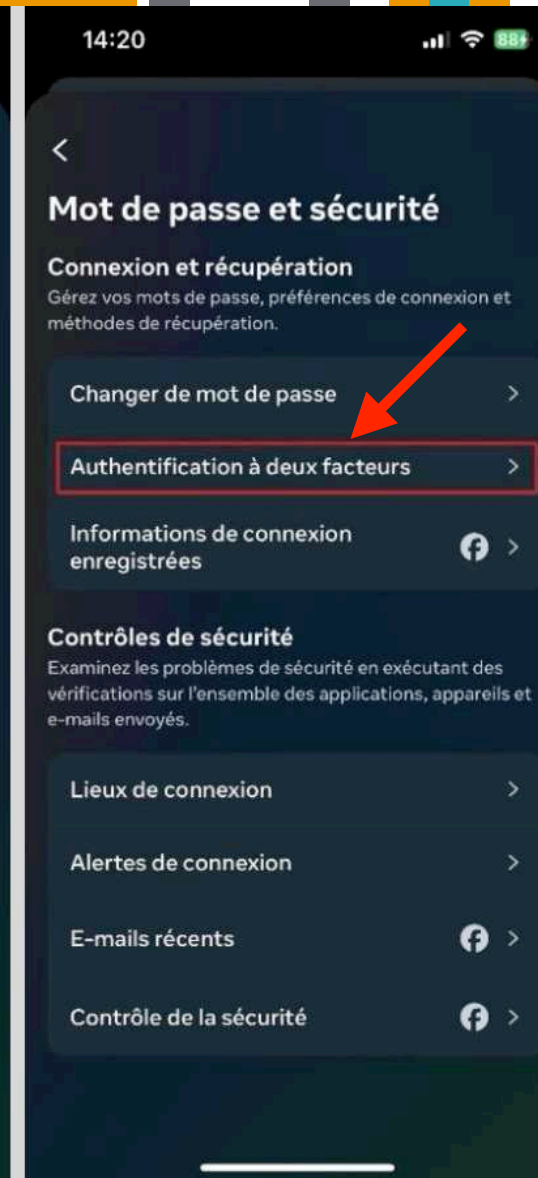 14:20
88
Mot de passe et sécurité
Connexion et récupération
Gérez vos mots de passe, préférences de connexion et
méthodes de récupération.
Changer de mot de passe
Authentification à deux facteurs
Informations de connexion
enregistrées
Contrôles de sécurité
Examinez les problèmes de sécurité en exécutant des
vérifications sur l'ensemble des applications, appareils et
e-mails envoyés.
Lieux de connexion
Alertes de connexion
E-mails récents
Contrôle de la sécurité